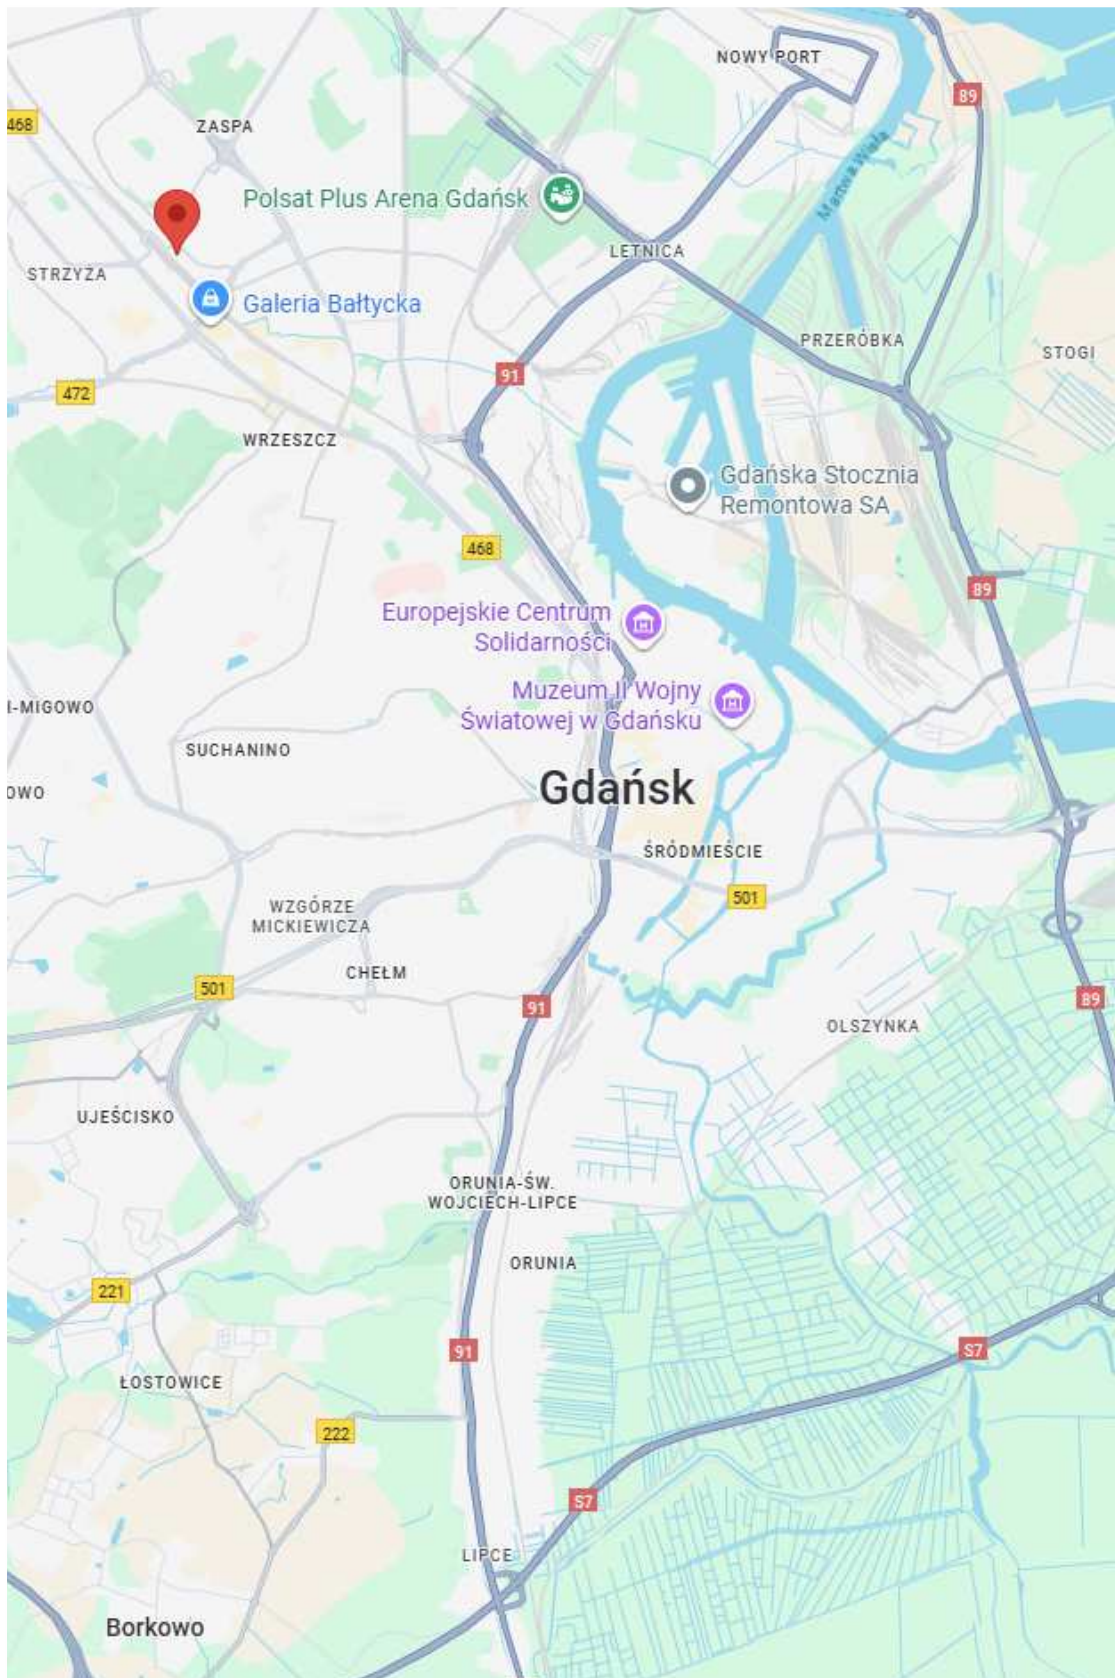 NOWY PORT
89
468
ZASPA
Martwa Wisła
Polsat Plus Arena Gdańsk
LETNICA
STRZYŻA
Galeria Bałtycka
PRZERÓBKA
STOGI
91
472
WRZESZCZ
Gdańska Stocznia
Remontowa SA
468
89
Europejskie Centrum
Solidarności
Muzeum II Wojny
Światowej w Gdańsku
I-MIGOWO
SUCHANINO
Gdańsk
OWO
ŚRÓDMIEŚCIE
501
WZGÓRZE
MICKIEWICZA
CHEŁM
501
91
89
OLSZYNKA
UJEŚCISKO
ORUNIA-ŚW.
WOJCIECH-LIPCE
ORUNIA
221
91
S7
ŁOSTOWICE
222
S7
LIPCE
Borkowo